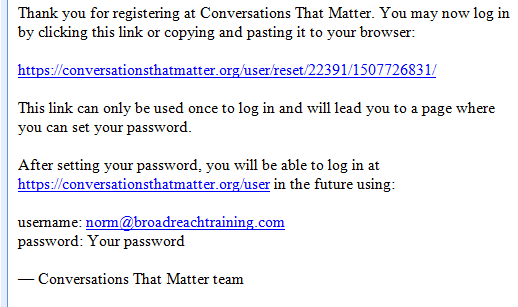 Thank you for registering at Conversations That Matter. You may now log in
by clicking this link or copying and pasting it to your browser:
https://conversationsthatmatter.org/user/reset/22391/1507726831/
This link can only be used once to log in and will lead you to a page where
you can set your password.
After setting your password, you will be able to log in at
https://conversationsthatmatter.org/user in the future using:
username: norm@broadreachtraining.com
password: Your password
— Conversations That Matter team